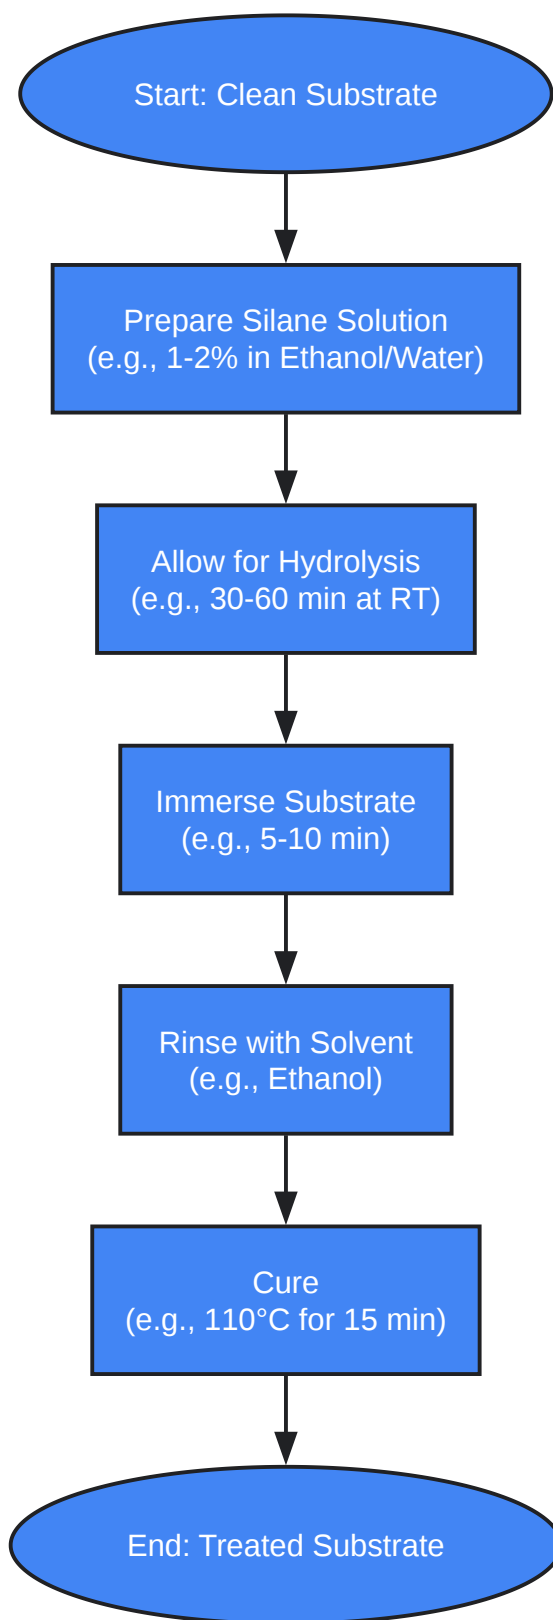 Start: Clean Substrate
Prepare Silane Solution
(e.g., 1-2% in Ethanol/Water)
Allow for Hydrolysis
(e.g., 30-60 min at RT)
Immerse Substrate
(e.g., 5-10 min)
Rinse with Solvent
(e.g., Ethanol)
Cure
(e.g., 110°C for 15 min)
End: Treated Substrate